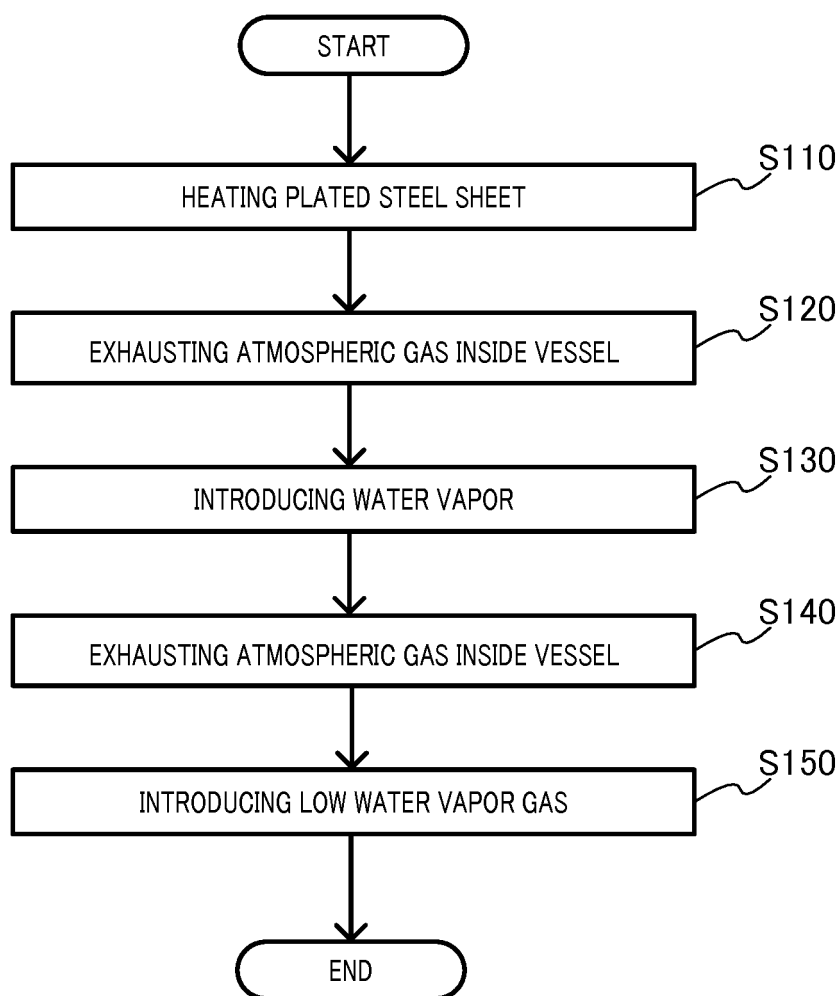 START
S110
HEATING PLATED STEEL SHEET
S120
EXHAUSTING ATMOSPHERIC GAS INSIDE VESSEL
S130
INTRODUCING WATER VAPOR
S140
EXHAUSTING ATMOSPHERIC GAS INSIDE VESSEL
S150
INTRODUCING LOW WATER VAPOR GAS
END